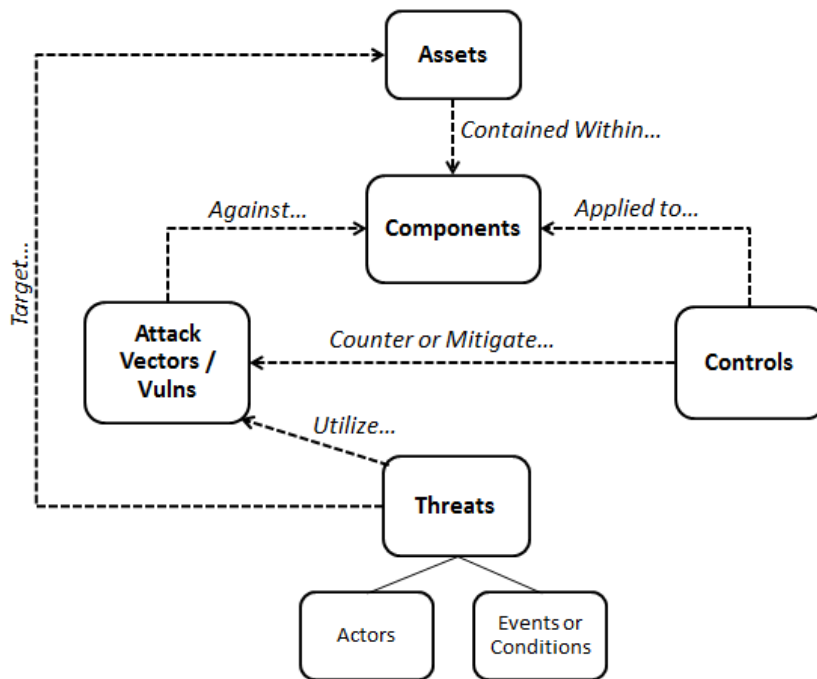 Assets
Contained Within...
Against...
Applied to...
Components
Target...
Attack
Vectors /
Vulns
Counter or Mitigate...
Controls
Utilize...
Threats
Actors
Events or
Conditions